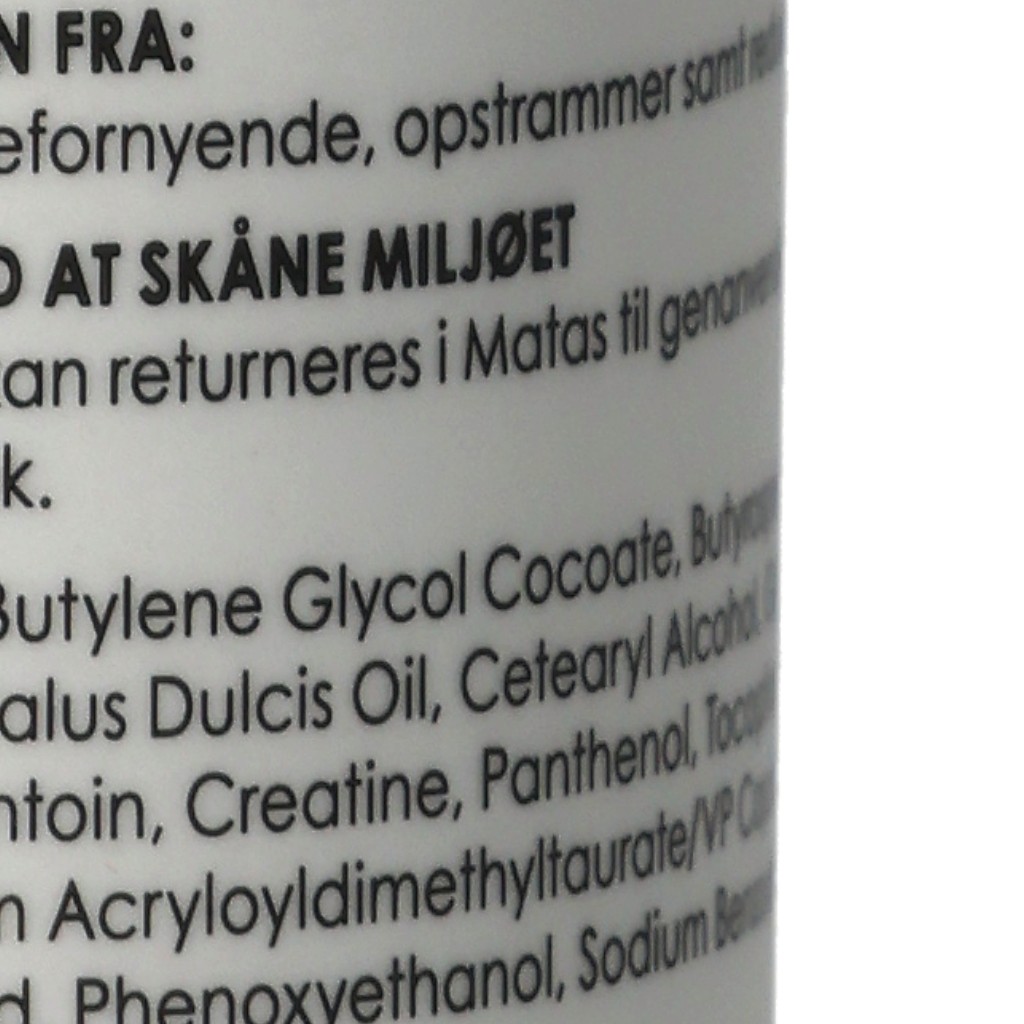 N FRA:
efornyende, opstrammer samt
D AT SKÅNE MILJØET
an returneres i Matas til
k.
Butylene Glycol Cocoate,
alus Dulcis Oil, Cetearyl Alcohol,
ntoin, Creatine, Panthenol,
n Acryloyldimethyltaurate/VP
d, Phenoxyethanol, Sodium